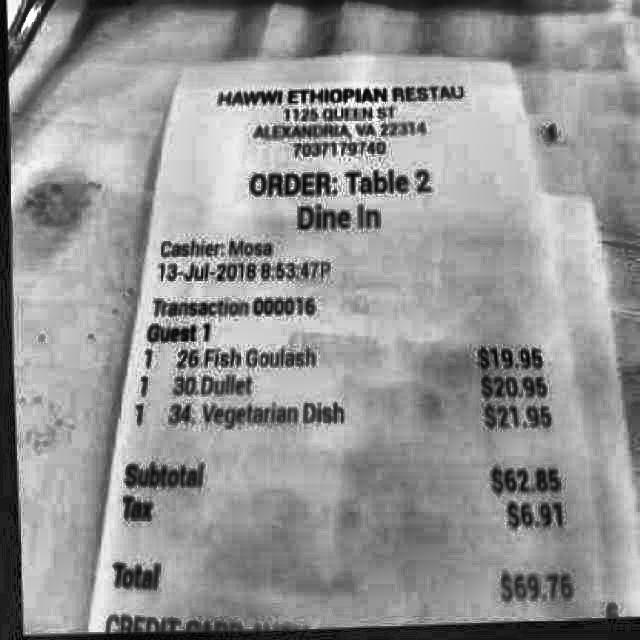 HAWWI ETHIOPIAN RESTAU
1125 QUEEN ST
ALEXANDRIA, VA 22314
7037179740
ORDER: Table 2
Dine In
Cashier: Mosa
13-Jul-2018 8:53:47P
Transaction 000016
Guest 1
1 26 Fish Goulash $19.95
1 30.Dullet $20.95
1 34. Vegetarian Dish $21.95
Subtotal $62.85
Tax $6.91
Total $69.76
CREDIT CARD